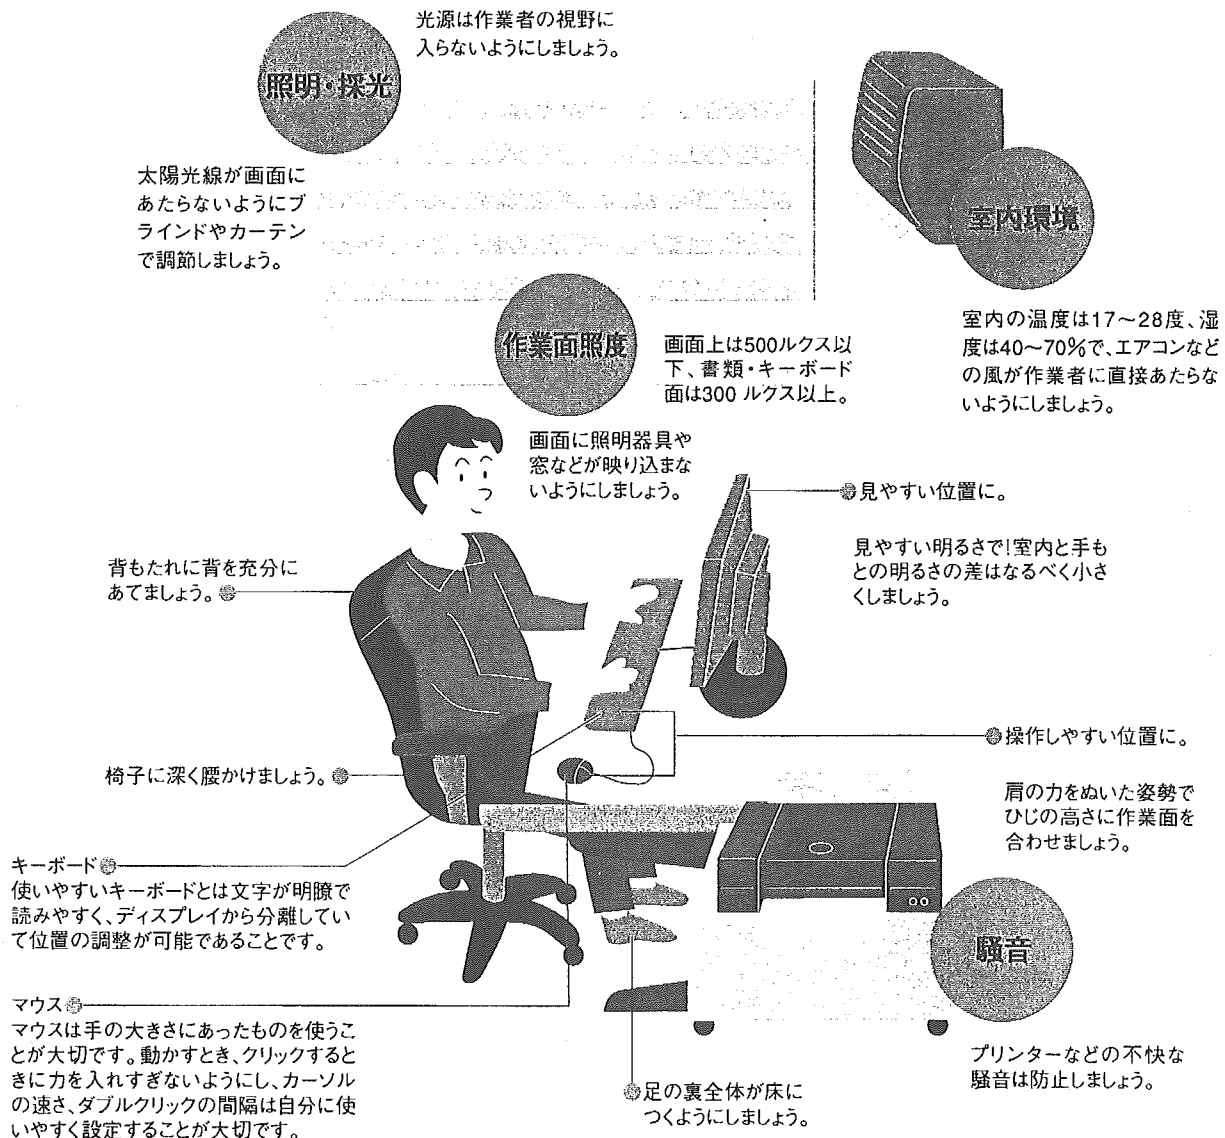 光源は作業者の視野に
入らないようにしましょう。
照明・採光
太陽光線が画面に
あたらないようにブ
ラインドやカーテン
で調節しましょう。
室内環境
室内の温度は17〜28度、湿
度は40〜70%で、エアコンなど
の風が作業者に直接あたらな
いようにしましょう。
作業面照度
画面上は500ルクス以
下、書類・キーボード
面は300 ルクス以上。
画面に照明器具や
窓などが映り込まな
いようにしましょう。
見やすい位置に。
見やすい明るさで!室内と手も
との明るさの差はなるべく小さ
くしましょう。
背もたれに背を充分に
あてましょう。
操作しやすい位置に。
肩の力をぬいた姿勢で
ひじの高さに作業面を
合わせましょう。
椅子に深く腰かけましょう。
キーボード
使いやすいキーボードとは文字が明瞭で
読みやすく、ディスプレイから分離してい
て位置の調整が可能であることです。
騒音
プリンターなどの不快な
騒音は防止しましょう。
マウス
マウスは手の大きさにあったものを使うこ
とが大切です。動かすとき、クリックすると
きに力を入れすぎないようにし、カーソル
の速さ、ダブルクリックの間隔は自分に使
いやすく設定することが大切です。
足の裏全体が床に
つくようにしましょう。